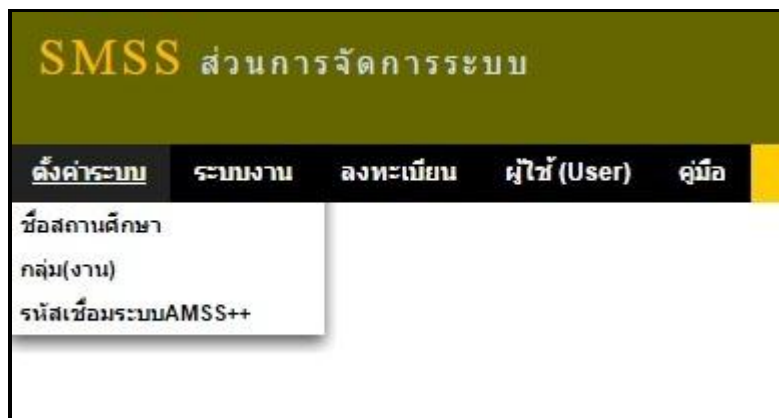 SMSS ส่วนการจัดการระบบ
ตั้งค่าระบบ ระบบงาน ลงทะเบียน ผู้ใช้ (User) คู่มือ
ชื่อสถานศึกษา
กลุ่ม(งาน)
รหัสเชื่อมระบบAMSS++